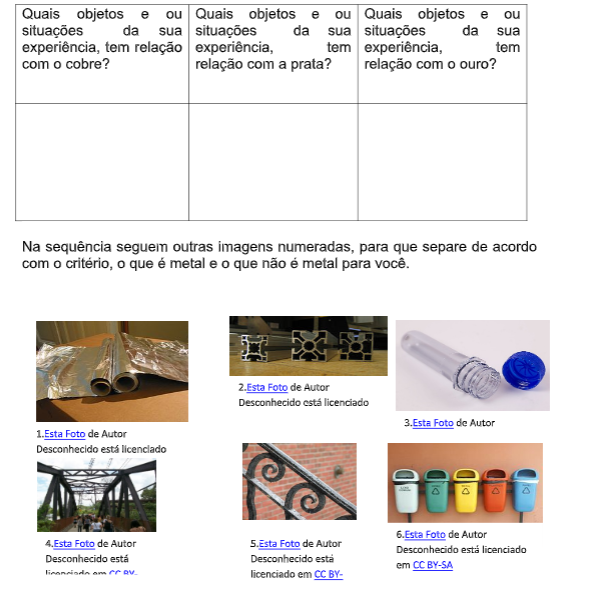 Quais objetos e ou
situações da sua
experiência, tem relação
com o cobre?
Quais objetos e ou
situações da sua
experiência, tem
relação com a prata?
Quais objetos e ou
situações da sua
experiência, tem
relação com o ouro?
Na sequência seguem outras imagens numeradas, para que separe de acordo
com o critério, o que é metal e o que não é metal para você.
1.Esta Foto de Autor
Desconhecido está licenciado
2.Esta Foto de Autor
Desconhecido está licenciado
3.Esta Foto de Autor
4.Esta Foto de Autor
Desconhecido está
licenciado em CC BY-
5.Esta Foto de Autor
Desconhecido está
licenciado em CC BY-
6.Esta Foto de Autor
Desconhecido está licenciado
em CC BY-SA